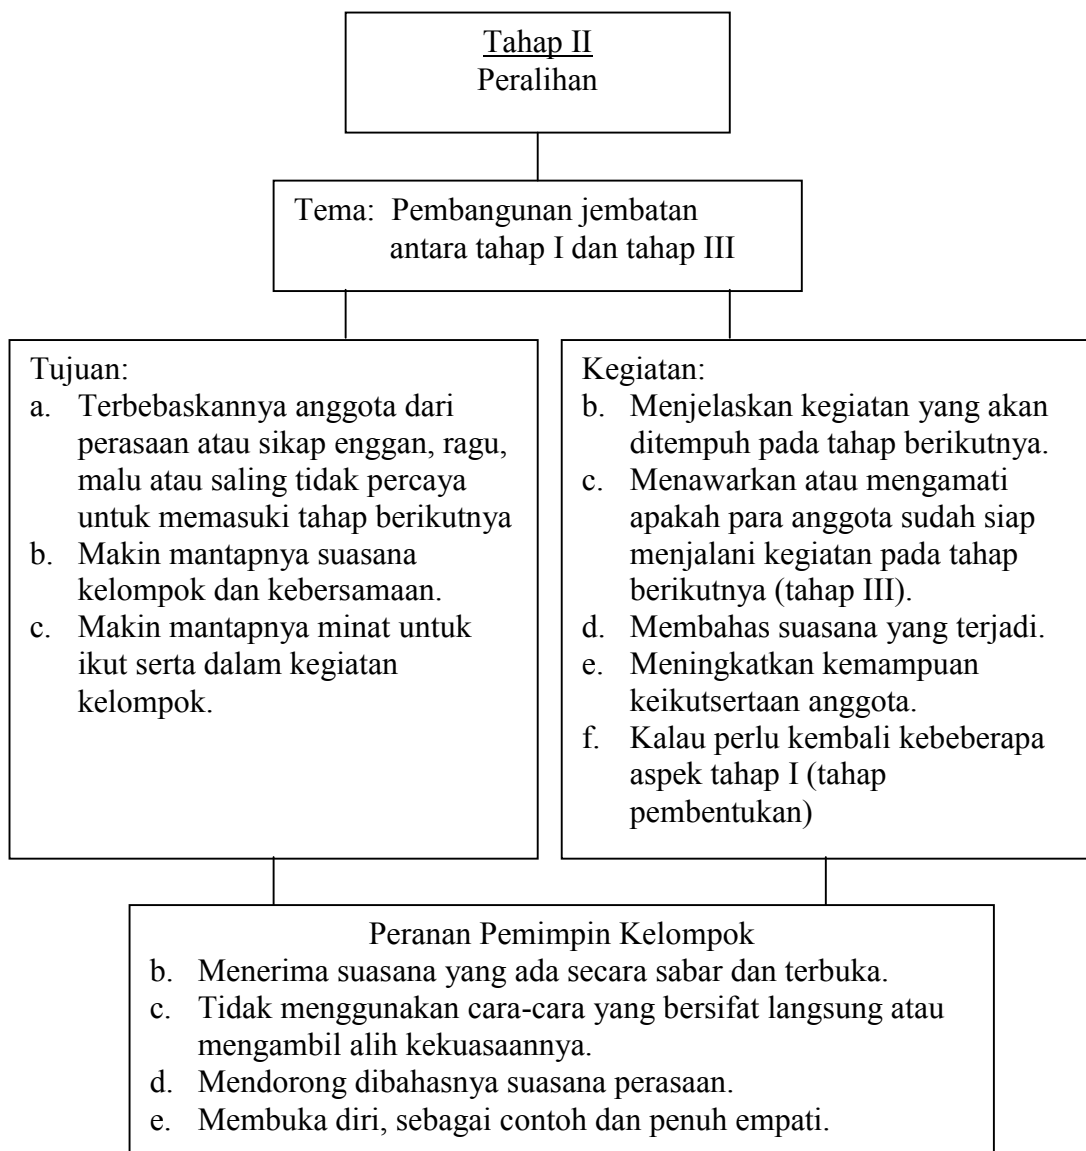 Tahap II
Peralihan
Tema: Pembangunan jembatan
antara tahap I dan tahap III
Tujuan:
a. Terbebaskannya anggota dari
perasaan atau sikap enggan, ragu,
malu atau saling tidak percaya
untuk memasuki tahap berikutnya
b. Makin mantapnya suasana
kelompok dan kebersamaan.
c. Makin mantapnya minat untuk
ikut serta dalam kegiatan
kelompok.
Kegiatan:
b. Menjelaskan kegiatan yang akan
ditempuh pada tahap berikutnya.
c. Menawarkan atau mengamati
apakah para anggota sudah siap
menjalani kegiatan pada tahap
berikutnya (tahap III).
d. Membahas suasana yang terjadi.
e. Meningkatkan kemampuan
keikutsertaan anggota.
f. Kalau perlu kembali kebeberapa
aspek tahap I (tahap
pembentukan)
Peranan Pemimpin Kelompok
b. Menerima suasana yang ada secara sabar dan terbuka.
c. Tidak menggunakan cara-cara yang bersifat langsung atau
mengambil alih kekuasaannya.
d. Mendorong dibahasnya suasana perasaan.
e. Membuka diri, sebagai contoh dan penuh empati.